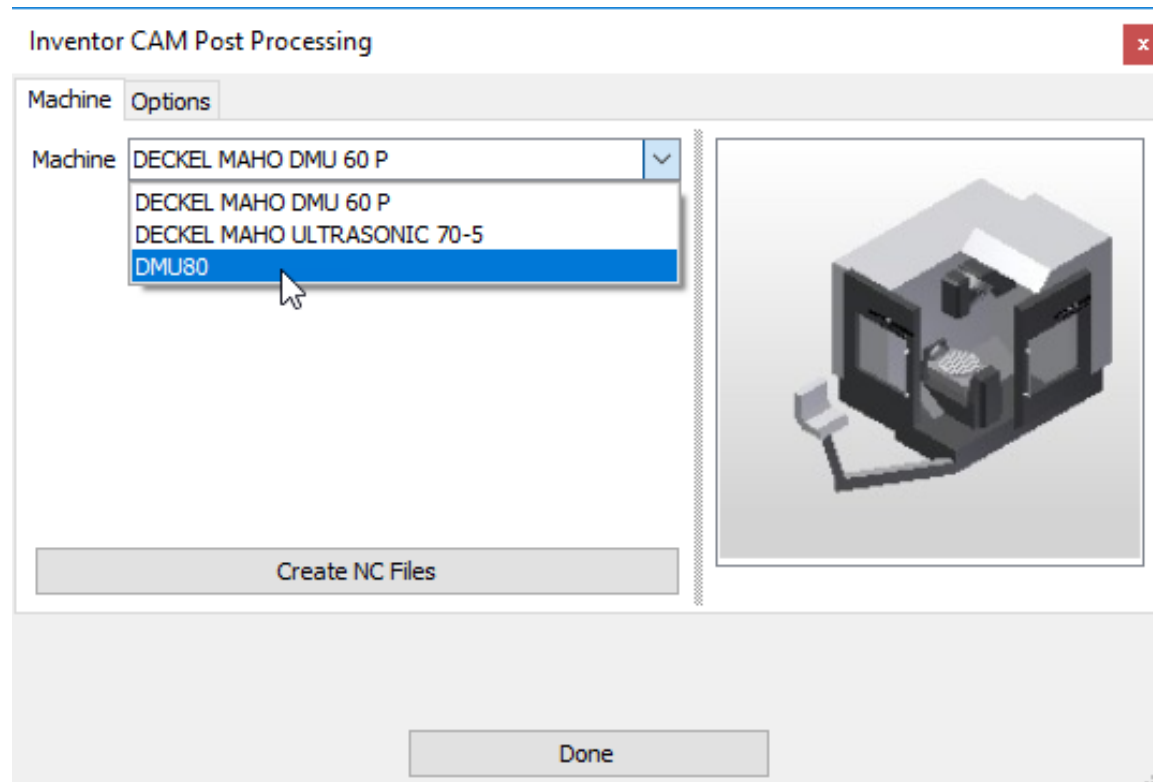 Inventor CAM Post Processing
x
Machine Options
Machine DECKEL MAHO DMU 60 P
DECKEL MAHO DMU 60 P
DECKEL MAHO ULTRASONIC 70-5
DMU80
Create NC Files
Done